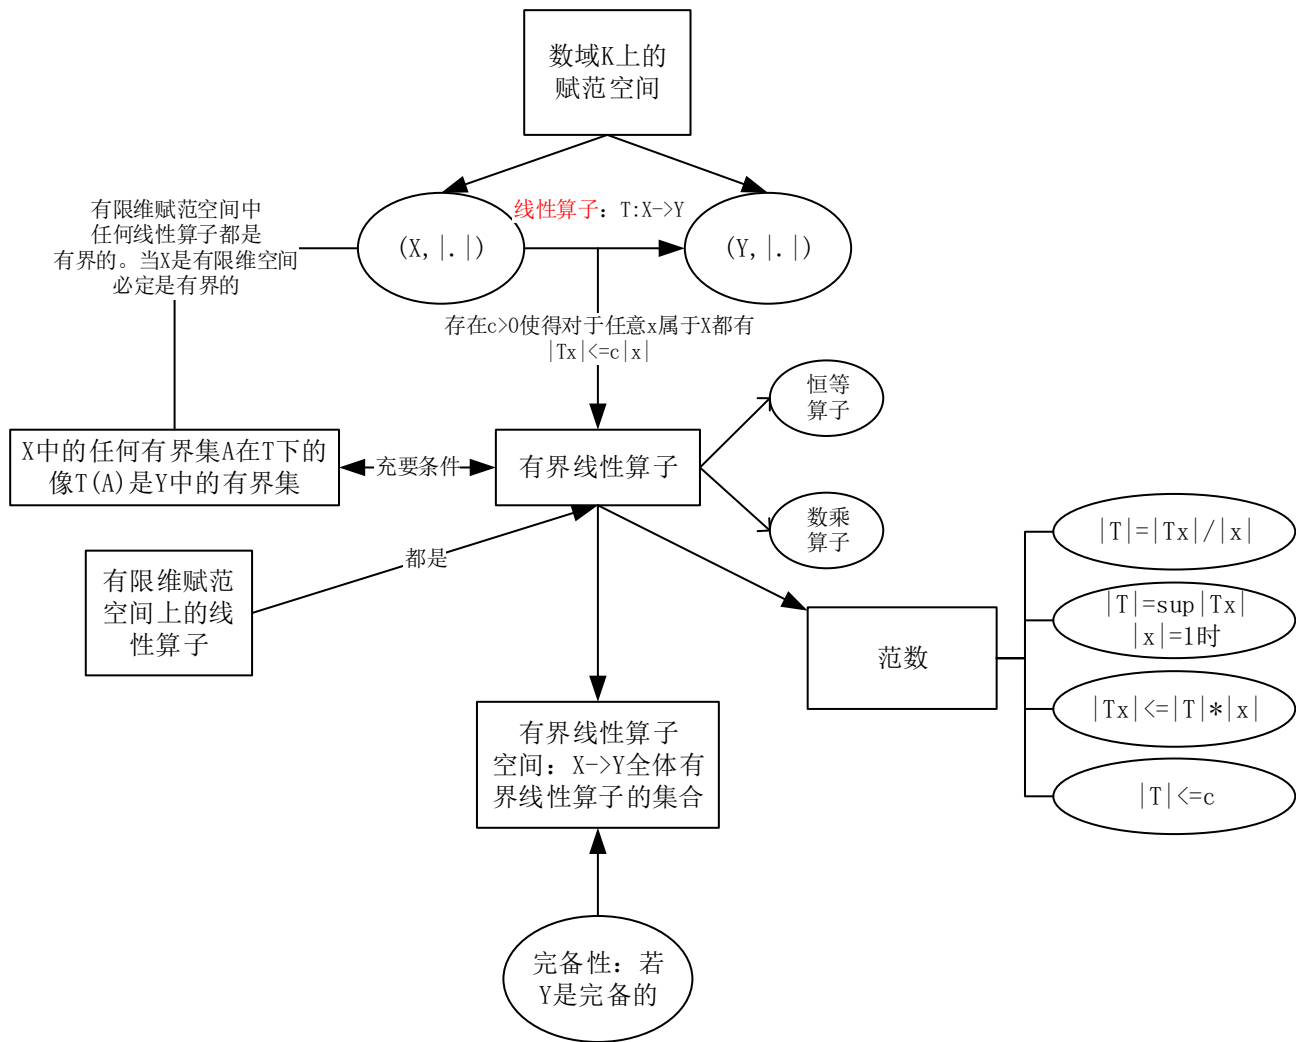 数域K上的
赋范空间
有限维赋范空间中
任何线性算子都是
有界的。当X是有限维空间
必定是有界的
(X,|.|)
线性算子：T:X->Y
(Y,|.|)
存在c>0使得对于任意x属于X都有
|Tx|<=c|x|
恒等
算子
X中的任何有界集A在T下的
像T(A)是Y中的有界集
充要条件
有界线性算子
数乘
算子
都是
有限维赋范
空间上的线
性算子
|T|=|Tx|/|x|
|T|=sup|Tx|
|x|=1时
范数
|Tx|<=|T|*|x|
|T|<=c
有界线性算子
空间：X->Y全体有
界线性算子的集合
完备性：若
Y是完备的